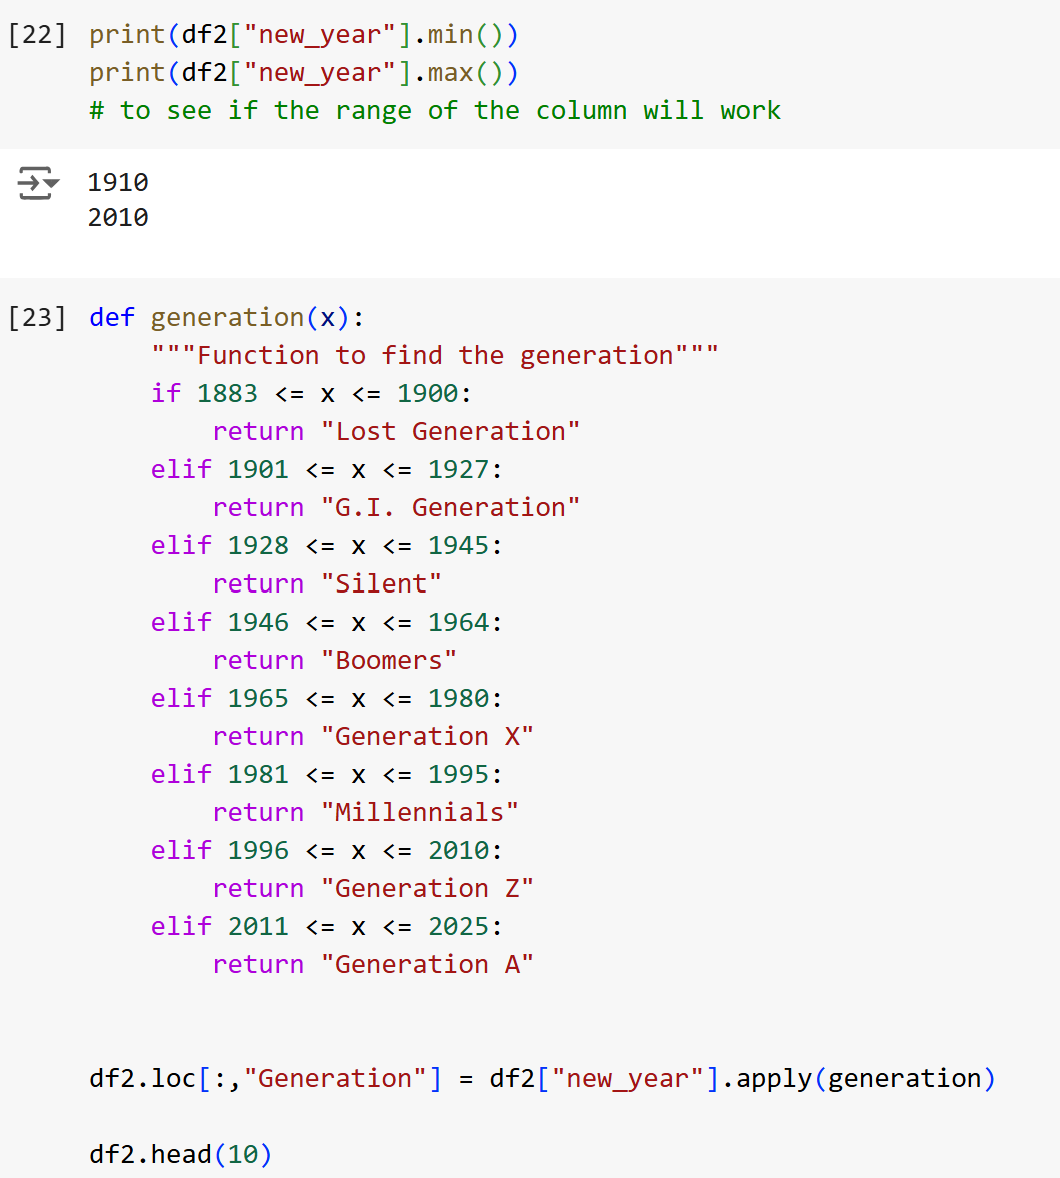 [22] print(df2["new_year"].min())
print(df2["new_year"].max())
# to see if the range of the column will work
1910
2010
[23] def generation(x):
    """Function to find the generation"""
    if 1883 <= x <= 1900:
        return "Lost Generation"
    elif 1901 <= x <= 1927:
        return "G.I. Generation"
    elif 1928 <= x <= 1945:
        return "Silent"
    elif 1946 <= x <= 1964:
        return "Boomers"
    elif 1965 <= x <= 1980:
        return "Generation X"
    elif 1981 <= x <= 1995:
        return "Millennials"
    elif 1996 <= x <= 2010:
        return "Generation Z"
    elif 2011 <= x <= 2025:
        return "Generation A"
df2.loc[:,"Generation"] = df2["new_year"].apply(generation)
df2.head(10)